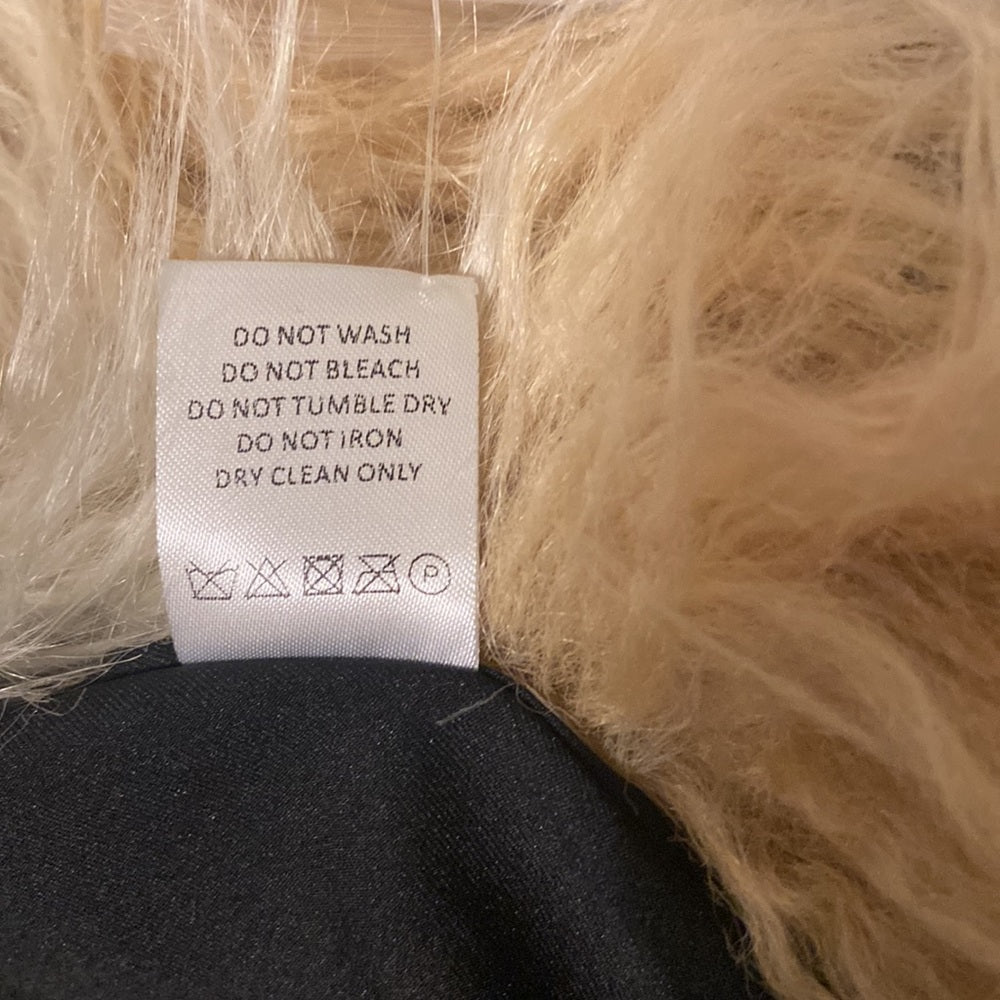 DO NOT WASH
DO NOT BLEACH
DO NOT TUMBLE DRY
DO NOT IRON
DRY CLEAN ONLY
P